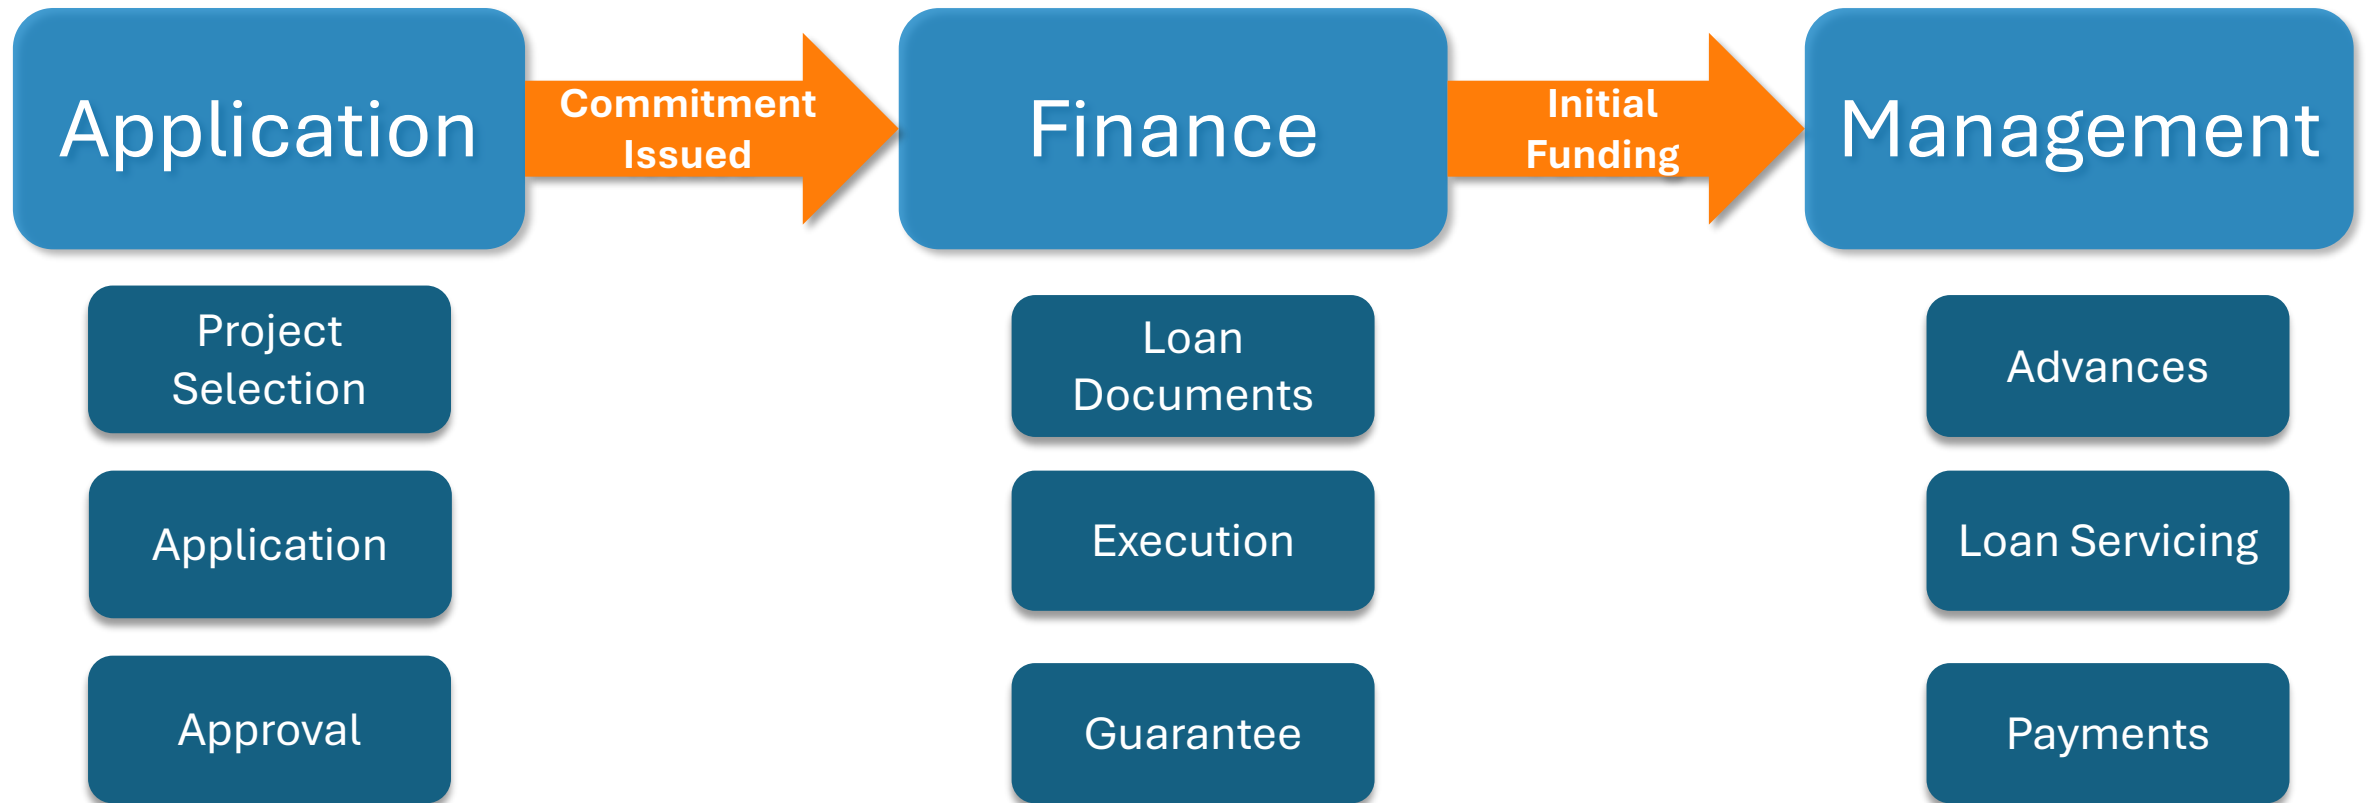 Application
Commitment
Issued
Finance
Initial
Funding
Management
Project
Selection
Application
Approval
Loan
Documents
Execution
Guarantee
Advances
Loan Servicing
Payments